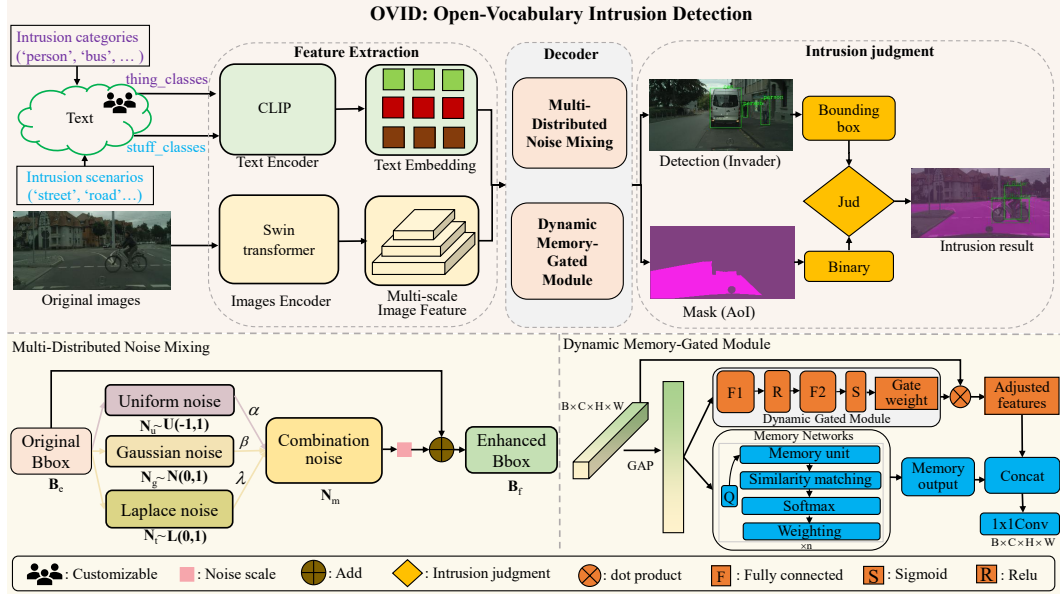 OVID: Open-Vocabulary Intrusion Detection
Intrusion categories
('person', 'bus', … )
thing_classes
Text
stuff_classes
Intrusion scenarios
('street', 'road'…)
Original images
Feature Extraction
CLIP
Text Encoder
Text Embedding
Swin
transformer
Images Encoder
Multi-scale
Image Feature
Decoder
Multi-
Distributed
Noise Mixing
Dynamic
Memory-
Gated
Module
Intrusion judgment
person
Detection (Invader)
Bounding
box
Jud
Binary
Mask (AoI)
Intrusion result
Multi-Distributed Noise Mixing
Original
Bbox
B_e
Uniform noise
N_u~U(-1,1)
Gaussian noise
N_g~N(0,1)
Laplace noise
N_t~L(0,1)
α
β
λ
Combination
noise
N_m
Enhanced
Bbox
B_f
Dynamic Memory-Gated Module
B×C×H×W
GAP
F1
R
F2
S
Gate
weight
Dynamic Gated Module
Adjusted
features
Memory Networks
Q
Memory unit
Similarity matching
Softmax
Weighting
×n
Memory
output
Concat
1x1Conv
B×C×H×W
: Customizable
: Noise scale
: Add
: Intrusion judgment
: dot product
F : Fully connected
S : Sigmoid
R : Relu